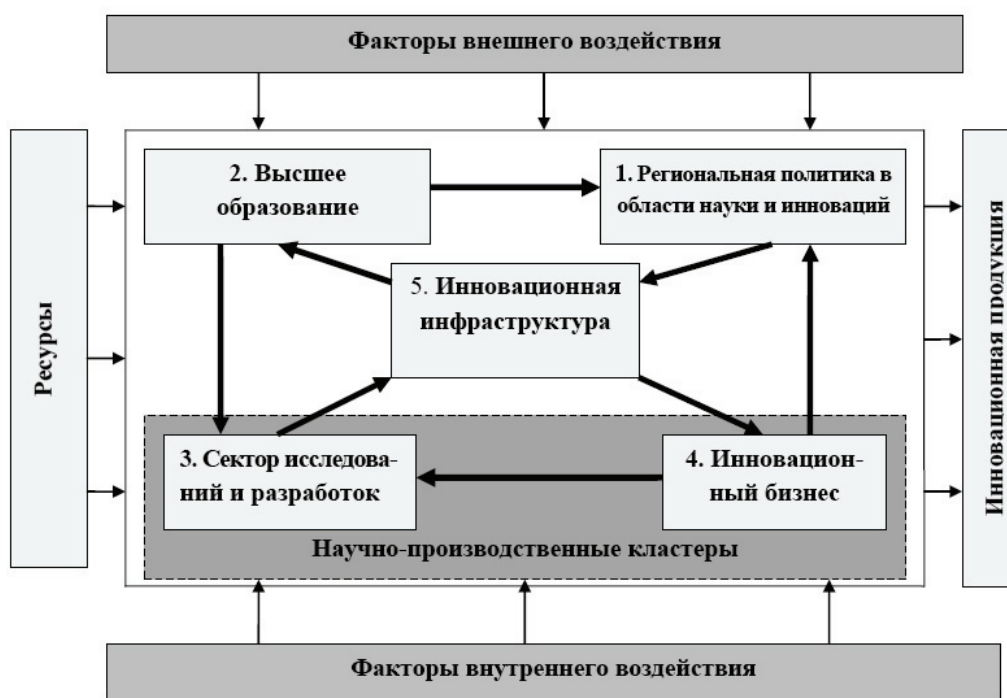 Факторы внешнего воздействия
Ресурсы
2. Высшее
образование
1. Региональная политика в
области науки и инноваций
5. Инновационная
инфраструктура
3. Сектор исследова-
ний и разработок
4. Инновацион-
ный бизнес
Научно-производственные кластеры
Инновационная продукция
Факторы внутреннего воздействия